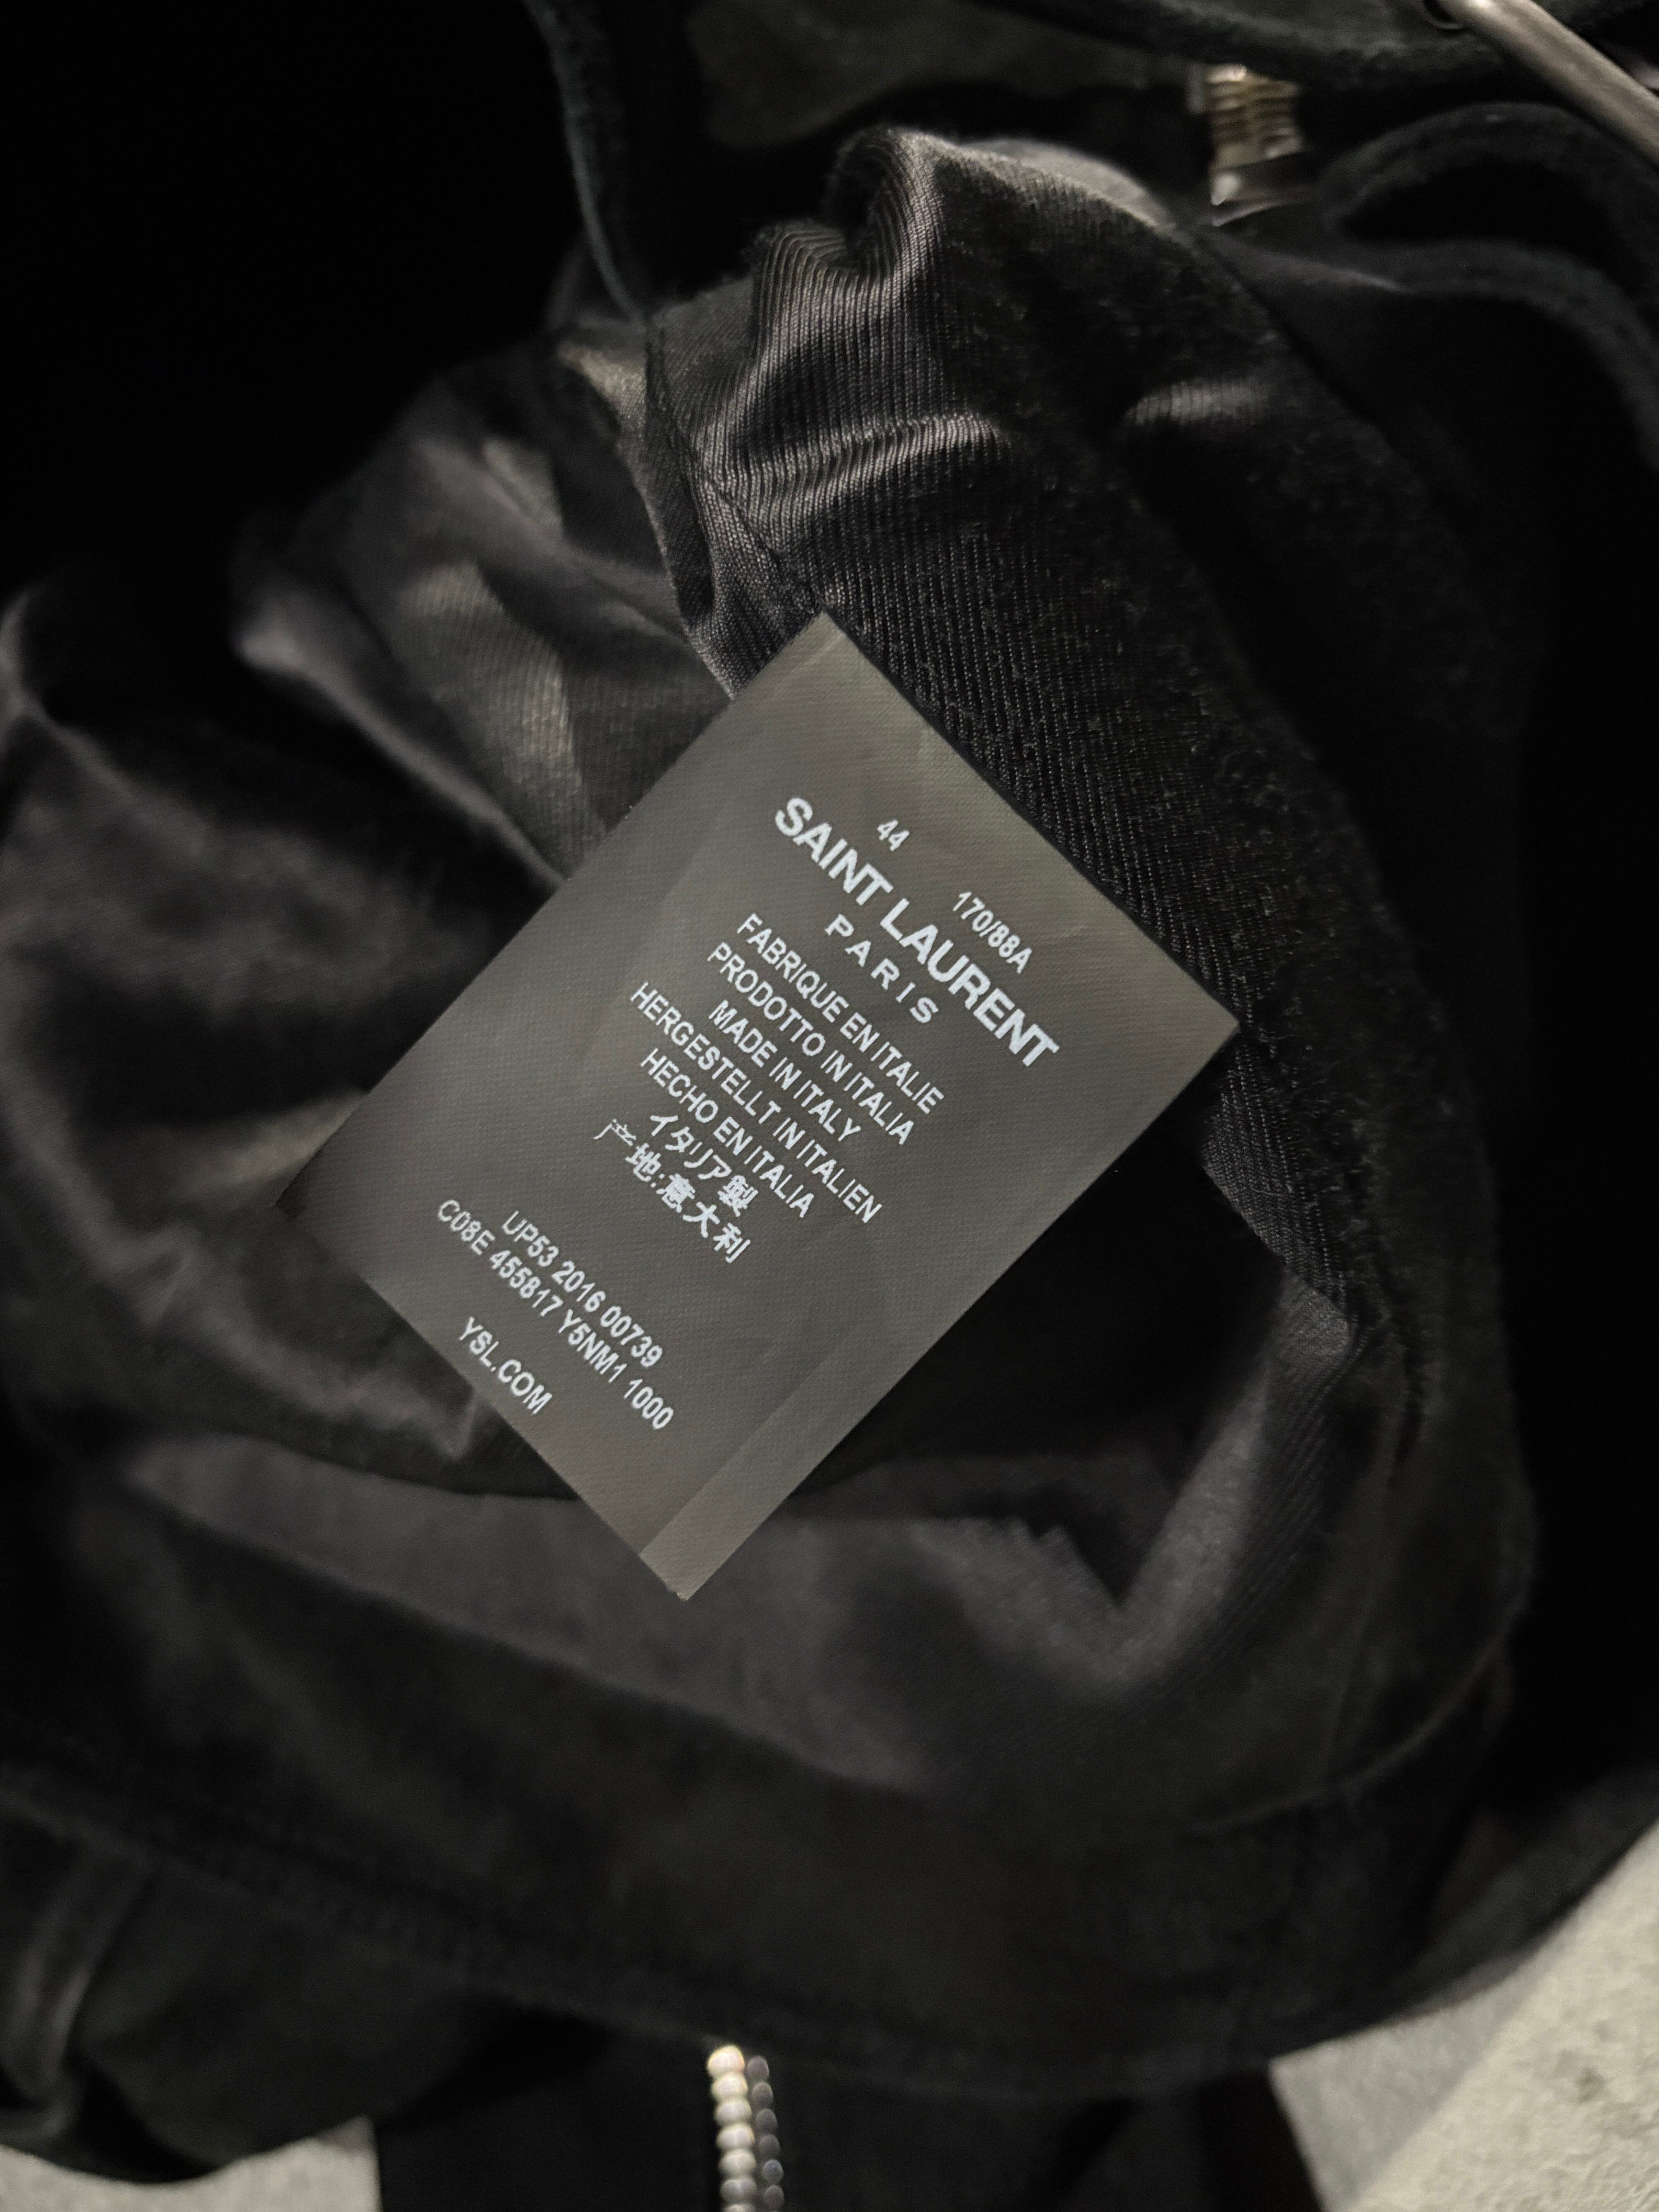 44 170/88A
SAINT LAURENT
PARIS
FABRIQUE EN ITALIE
PRODOTTO IN ITALIA
MADE IN ITALY
HERGESTELLT IN ITALIEN
HECHO EN ITALIA
イタリア製
产地:意大利
UP53 2016 00739
C08E 455817 Y5NM1 1000
YSL.COM